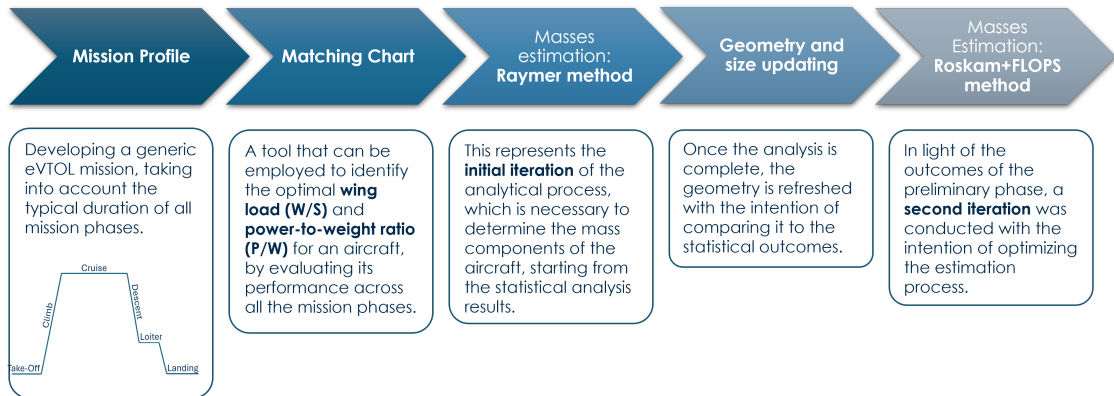 Mission Profile
Matching Chart
Masses
estimation:
Raymer method
Geometry and
size updating
Masses
Estimation:
Roskam+FLOPS
method
Developing a generic
eVTOL mission, taking
into account the
typical duration of all
mission phases.
Cruise
Climb
Descent
Loiter
Take-Off
Landing
A tool that can be
employed to identify
the optimal wing
load (W/S) and
power-to-weight ratio
(P/W) for an aircraft,
by evaluating its
performance across
all the mission phases.
This represents the
initial iteration of the
analytical process,
which is necessary to
determine the mass
components of the
aircraft, starting from
the statistical analysis
results.
Once the analysis is
complete, the
geometry is refreshed
with the intention of
comparing it to the
statistical outcomes.
In light of the
outcomes of the
preliminary phase, a
second iteration was
conducted with the
intention of optimizing
the estimation
process.